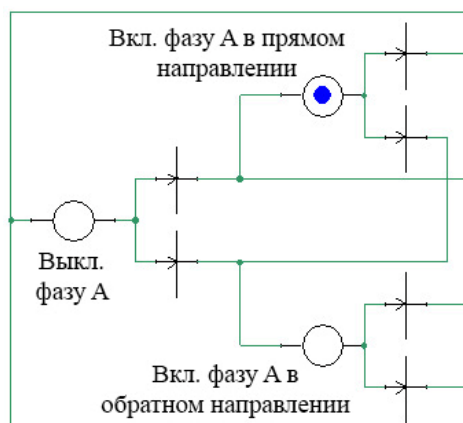 Вкл. фазу А в прямом
направлении
Выкл.
фазу А
Вкл. фазу А в
обратном направлении